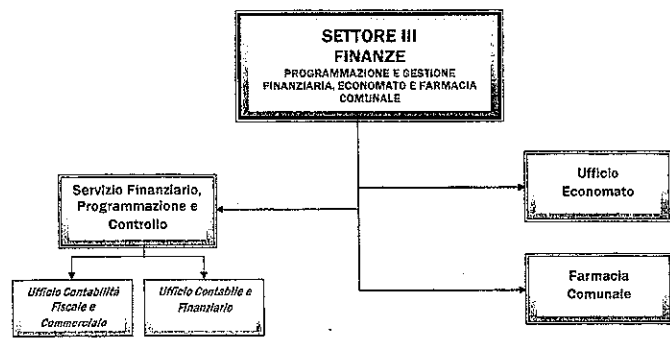 SETTORE III
FINANZE
PROGRAMMAZIONE E GESTIONE
FINANZIARIA, ECONOMATO E FARMACIA
COMUNALE
Servizio Finanziario,
Programmazione e
Controllo
Ufficio
Economato
Ufficio Contabilità
Fiscale e
Commerciale
Ufficio Contabile e
Finanziario
Farmacia
Comunale